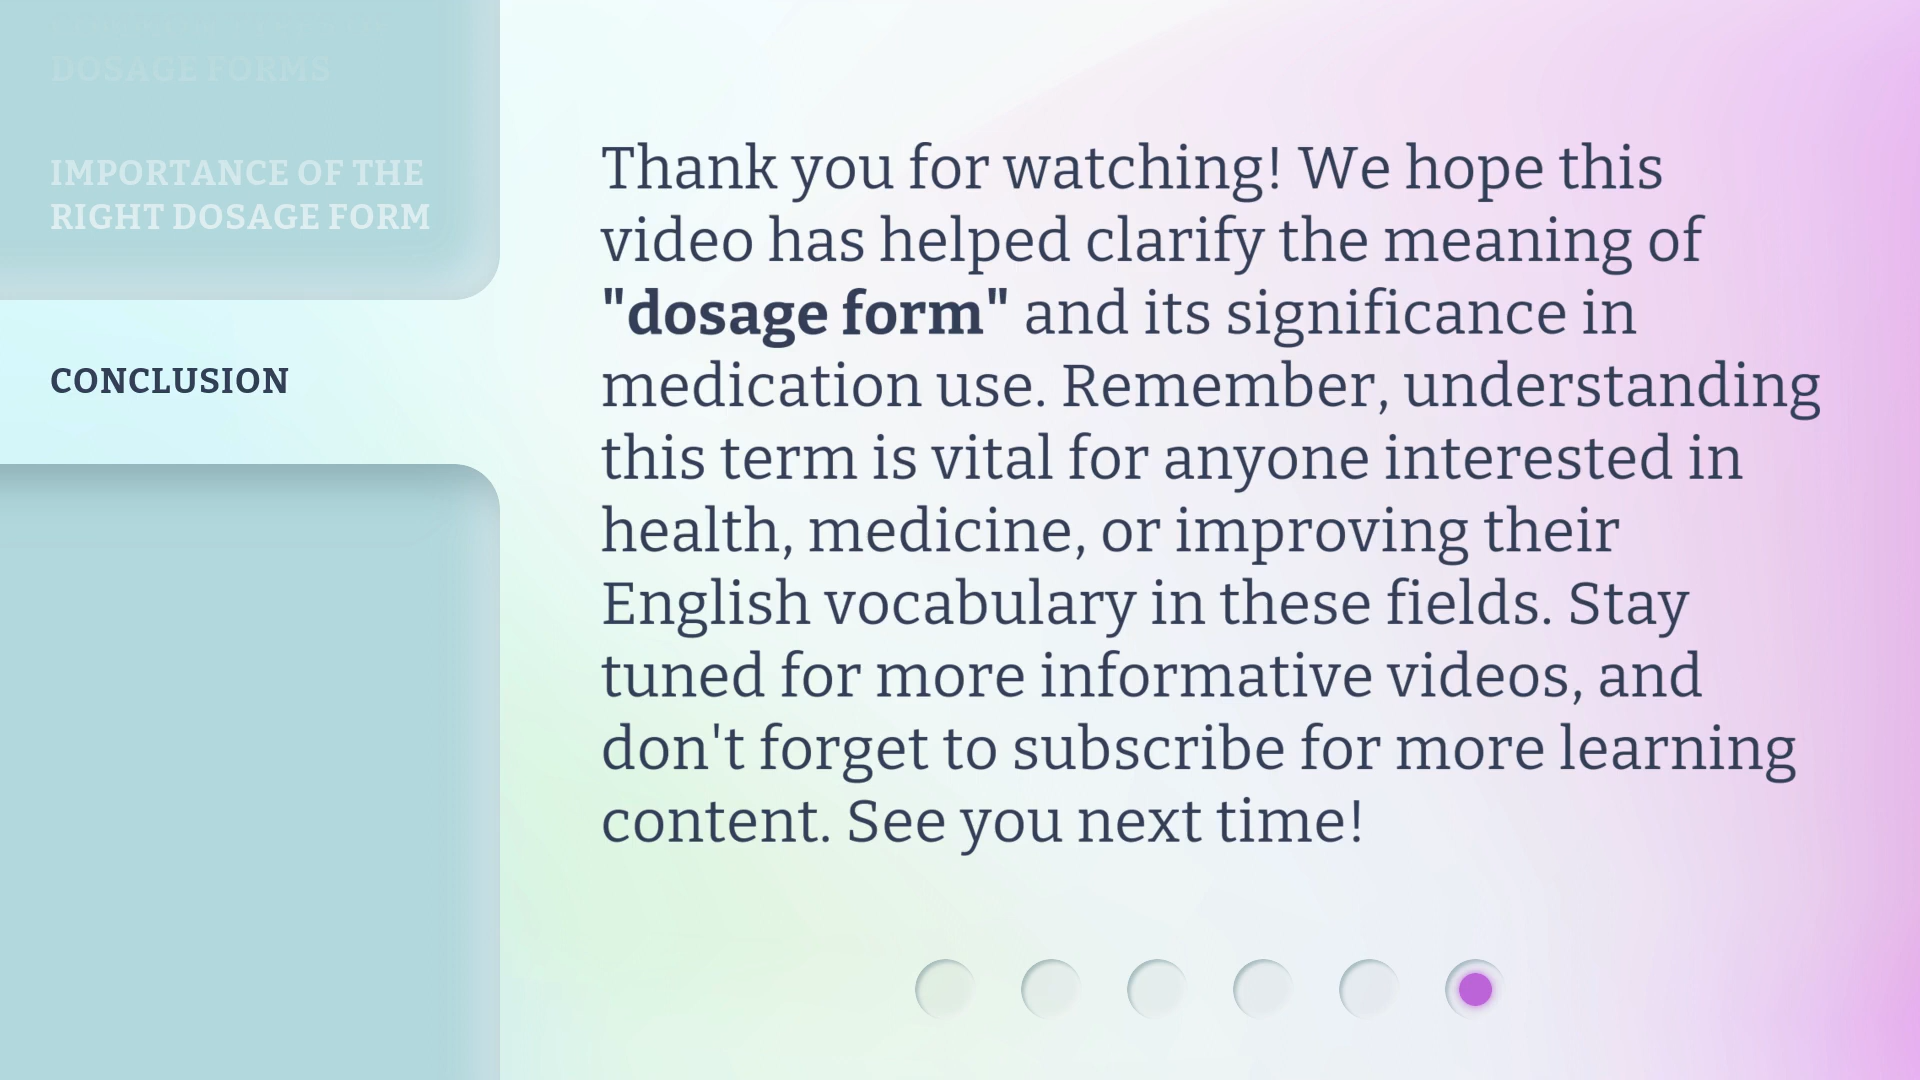 DOSAGE FORMS
IMPORTANCE OF THE
RIGHT DOSAGE FORM
CONCLUSION
Thank you for watching! We hope this
video has helped clarify the meaning of
"dosage form" and its significance in
medication use. Remember, understanding
this term is vital for anyone interested in
health, medicine, or improving their
English vocabulary in these fields. Stay
tuned for more informative videos, and
don't forget to subscribe for more learning
content. See you next time!